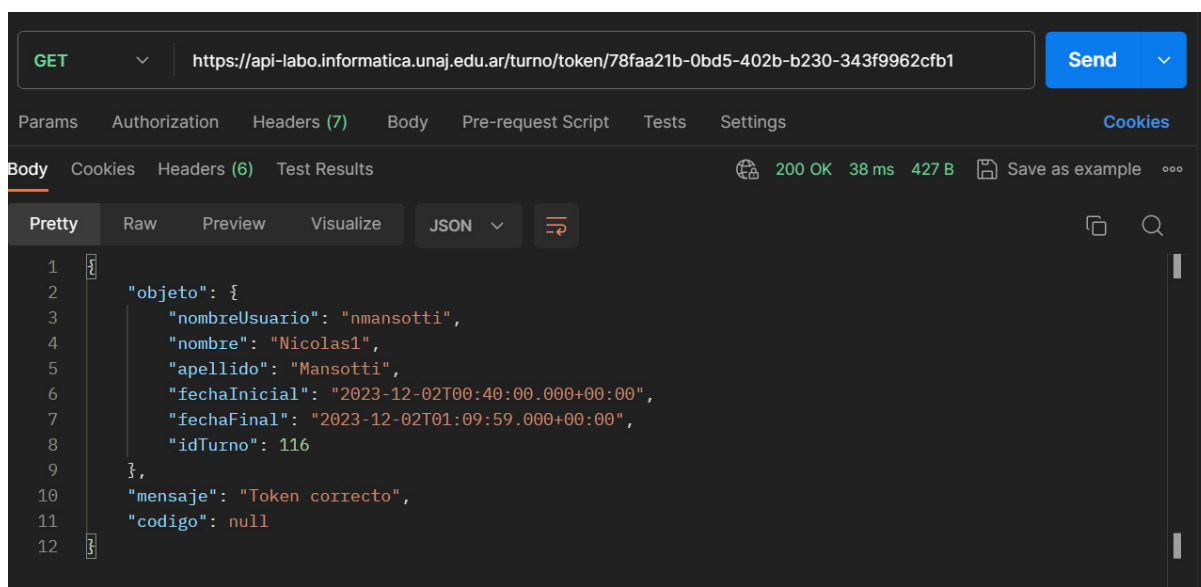 GET https://api-labo.informatica.unaj.edu.ar/turno/token/78faa21b-0bd5-402b-b230-343f9962cfb1 Send
Params Authorization Headers (7) Body Pre-request Script Tests Settings Cookies
Body Cookies Headers (6) Test Results 200 OK 38 ms 427 B Save as example
Pretty Raw Preview Visualize JSON
1 {
2 "objeto": {
3 "nombreUsuario": "nmansotti",
4 "nombre": "Nicolas1",
5 "apellido": "Mansotti",
6 "fechaInicial": "2023-12-02T00:40:00.000+00:00",
7 "fechaFinal": "2023-12-02T01:09:59.000+00:00",
8 "idTurno": 116
9 },
10 "mensaje": "Token correcto",
11 "codigo": null
12 }